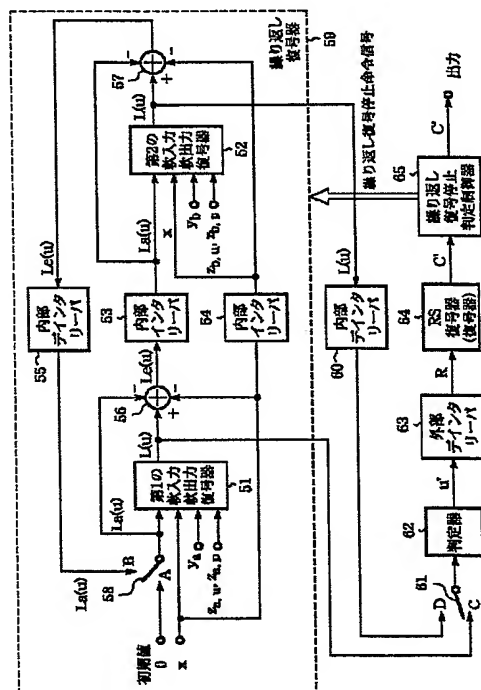 初期値
0
x
La(u)
B
A
58
La(u)
第1の
軟入力
軟出力
復号器
51
ya
za,u, za,p
L(u)
56
-
+
-
Le(u)
内部
デインタ
リーバ
55
Le(u)
内部
インタ
リーバ
53
内部
インタ
リーバ
54
La(u)
x
第2の
軟入力
軟出力
復号器
52
yb
zb,u, zb,p
L(u)
57
-
+
-
繰り返し
復号器
59
繰り返し復号停止命令信号
L(u)
内部
デインタ
リーバ
60
D
C
61
判定器
62
u'
外部
デインタ
リーバ
63
R
RS
復号器
(復号器)
64
C'
繰り返し
復号停止
判定制御器
65
C"
出力